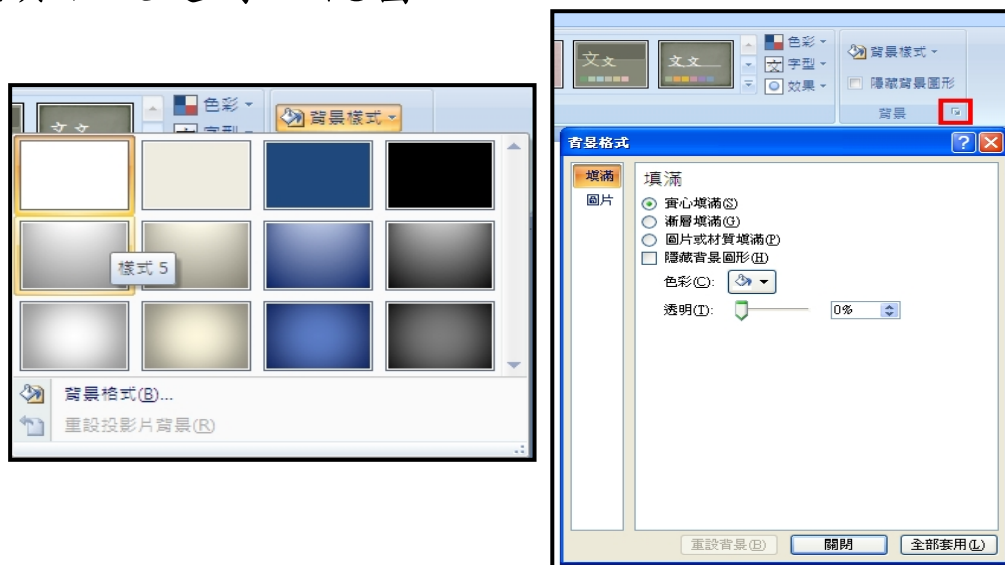 文文
色彩
字型
背景樣式
樣式 5
背景格式(B)...
重設投影片背景(R)
文文
文文
色彩
字型
效果
背景樣式
隱藏背景圖形
背景
背景格式
填滿
圖片
填滿
實心填滿(S)
漸層填滿(G)
圖片或材質填滿(P)
隱藏背景圖形(H)
色彩(C):
透明(T):
0%
重設背景(B)
關閉
全部套用(L)